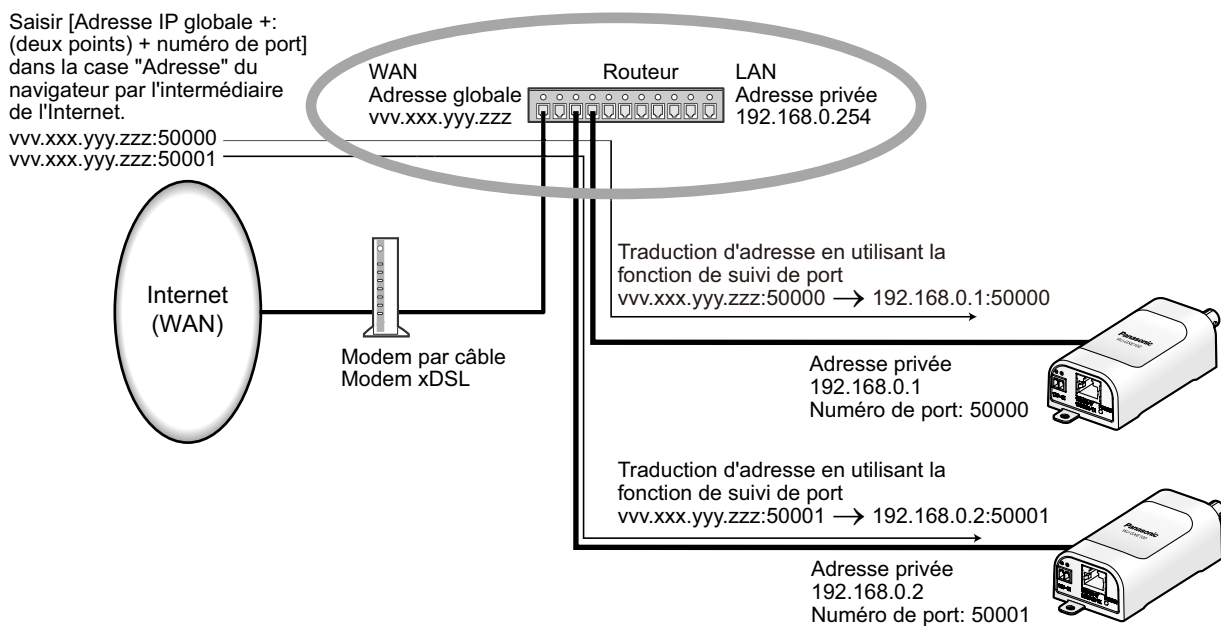 Saisir [Adresse IP globale +:
(deux points) + numéro de port]
dans la case "Adresse" du
navigateur par l'intermédiaire
de l'Internet.
vvv.xxx.yyy.zzz:50000
vvv.xxx.yyy.zzz:50001
WAN
Adresse globale
vvv.xxx.yyy.zzz
Routeur
LAN
Adresse privée
192.168.0.254
Internet
(WAN)
Modem par câble
Modem xDSL
Traduction d'adresse en utilisant la
fonction de suivi de port
vvv.xxx.yyy.zzz:50000 → 192.168.0.1:50000
Panasonic
Adresse privée
192.168.0.1
Numéro de port: 50000
Traduction d'adresse en utilisant la
fonction de suivi de port
vvv.xxx.yyy.zzz:50001 → 192.168.0.2:50001
Panasonic
Adresse privée
192.168.0.2
Numéro de port: 50001